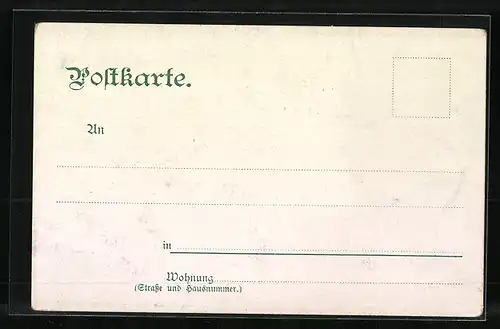 Postkarte.
An
in
Wohnung
(Straße und Hausnummer.)